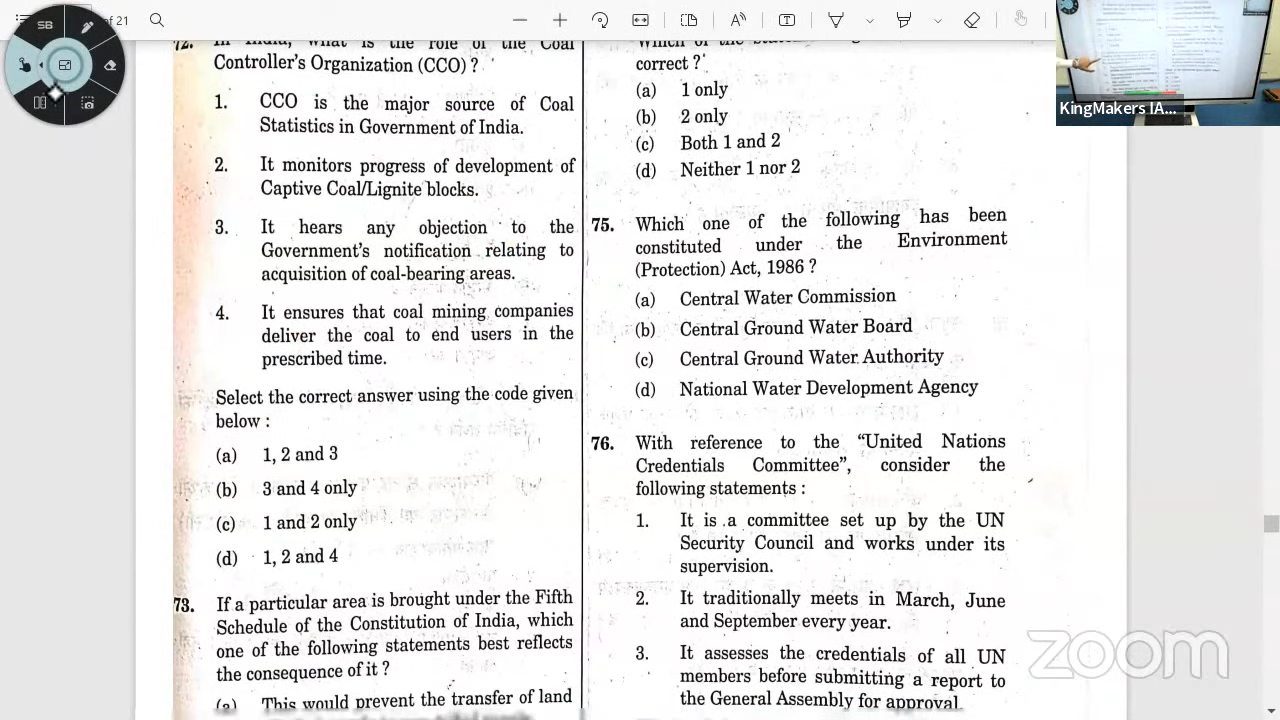 of 21
SB
KingMakers IA...
72.
Controller's Organization (CCO) ?
1. CCO is the major source of Coal
Statistics in Government of India.
2. It monitors progress of development of
Captive Coal/Lignite blocks.
3. It hears any objection to the
Government's notification relating to
acquisition of coal-bearing areas.
4. It ensures that coal mining companies
deliver the coal to end users in the
prescribed time.
Select the correct answer using the code given
below :
(a) 1, 2 and 3
(b) 3 and 4 only
(c) 1 and 2 only
(d) 1, 2 and 4
73. If a particular area is brought under the Fifth
Schedule of the Constitution of India, which
one of the following statements best reflects
the consequence of it ?
(a) This would prevent the transfer of land
correct ?
(a) 1 only
(b) 2 only
(c) Both 1 and 2
(d) Neither 1 nor 2
75. Which one of the following has been
constituted under the Environment
(Protection) Act, 1986 ?
(a) Central Water Commission
(b) Central Ground Water Board
(c) Central Ground Water Authority
(d) National Water Development Agency
76. With reference to the “United Nations
Credentials Committee”, consider the
following statements :
1. It is a committee set up by the UN
Security Council and works under its
supervision.
2. It traditionally meets in March, June
and September every year.
3. It assesses the credentials of all UN
members before submitting a report to
the General Assembly for approval
zoom